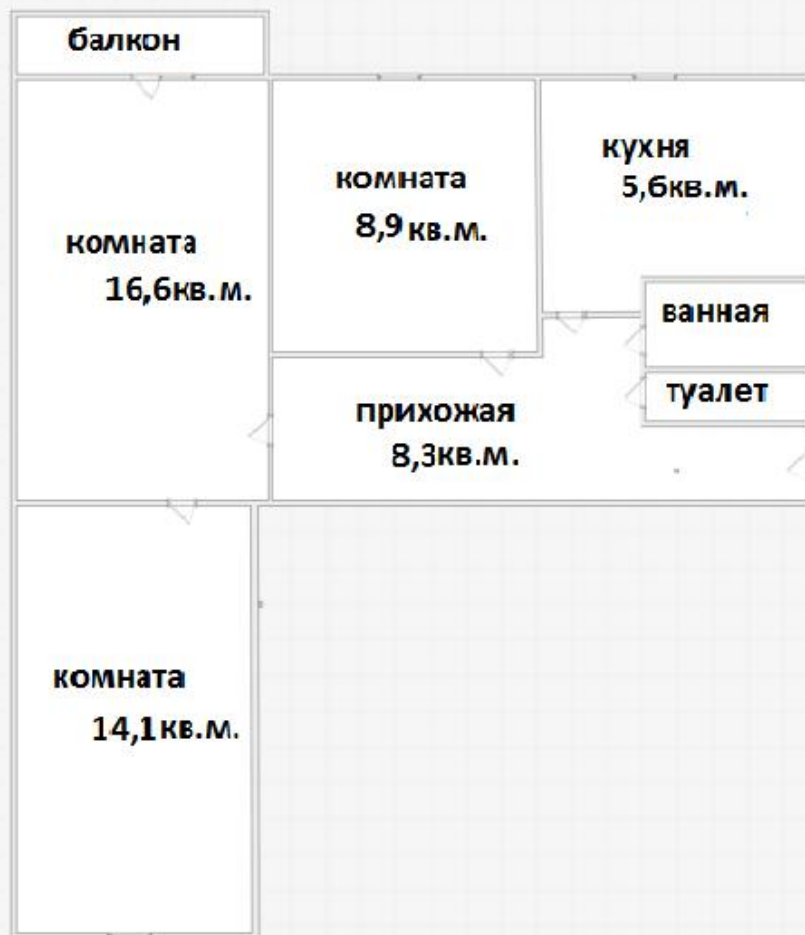 балкон
комната
16,6кв.м.
комната
8,9 кв.м.
кухня
5,6кв.м.
ванная
туалет
прихожая
8,3кв.м.
комната
14,1кв.м.